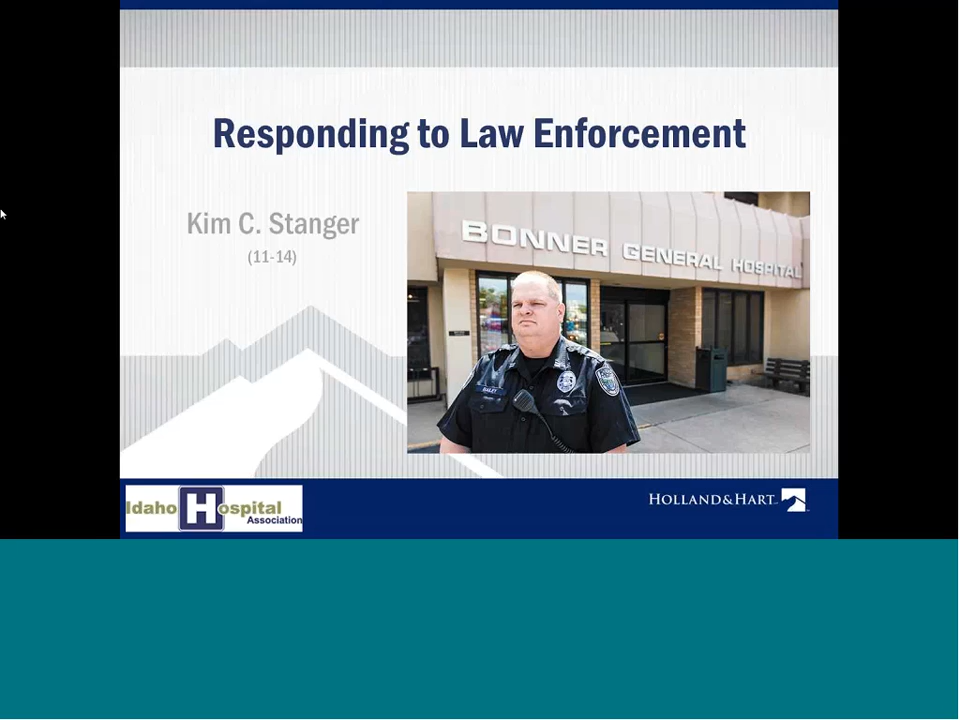 Responding to Law Enforcement
Kim C. Stanger
(11-14)
BONNER GENERAL HOSPITAL
Idaho Hospital
Association
HOLLAND&HART